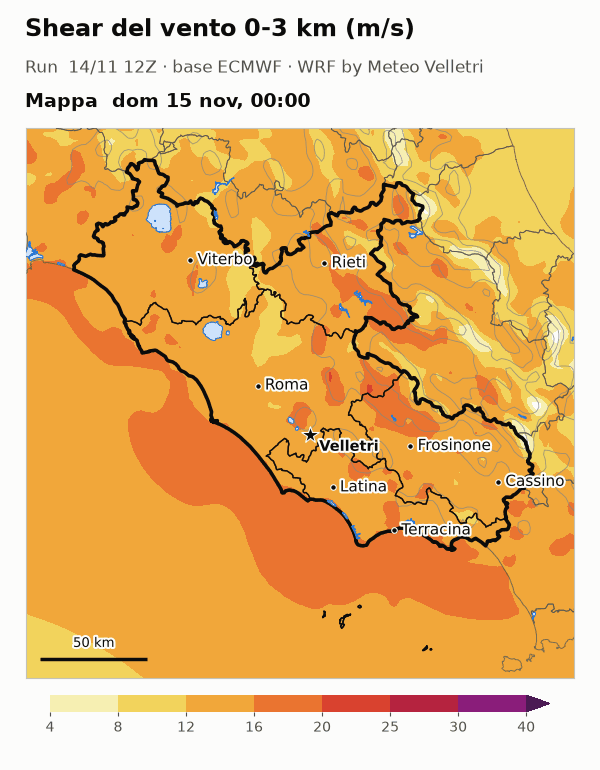 Shear del vento 0-3 km (m/s)
Run  14/11 12Z · base ECMWF · WRF by Meteo Velletri
Mappa  dom 15 nov, 00:00
Viterbo
Rieti
Roma
Velletri
Frosinone
Latina
Cassino
Terracina
50 km
4 8 12 16 20 25 30 40